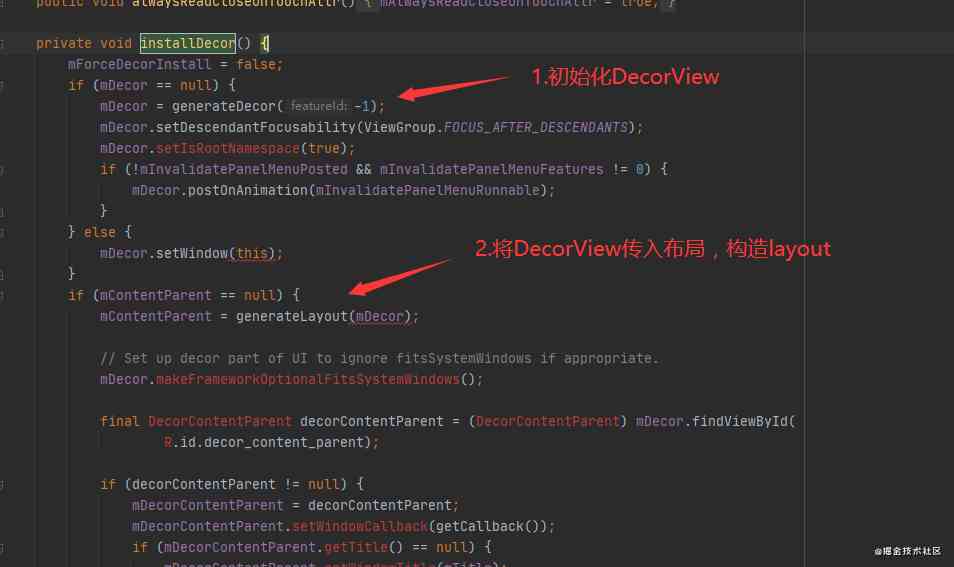 public void alwaysReadCloseOnTouchAttr() { mAlwaysReadCloseOnTouchAttr = true; }
private void installDecor() {
mForceDecorInstall = false;
if (mDecor == null) {
1.初始化DecorView
mDecor = generateDecor( featureId: -1);
mDecor.setDescendantFocusability(ViewGroup.FOCUS_AFTER_DESCENDANTS);
mDecor.setIsRootNamespace(true);
if (!mInvalidatePanelMenuPosted && mInvalidatePanelMenuFeatures != 0) {
mDecor.postOnAnimation(mInvalidatePanelMenuRunnable);
}
} else {
mDecor.setWindow(this);
2.将DecorView传入布局，构造layout
}
if (mContentParent == null) {
mContentParent = generateLayout(mDecor);
// Set up decor part of UI to ignore fitsSystemWindows if appropriate.
mDecor.makeFrameworkOptionalFitsSystemWindows();
final DecorContentParent decorContentParent = (DecorContentParent) mDecor.findViewById(
R.id.decor_content_parent);
if (decorContentParent != null) {
mDecorContentParent = decorContentParent;
mDecorContentParent.setWindowCallback(getCallback());
if (mDecorContentParent.getTitle() == null) {
mDecorContentParent.setWindowTitle(mTitle);
@掘金技术社区